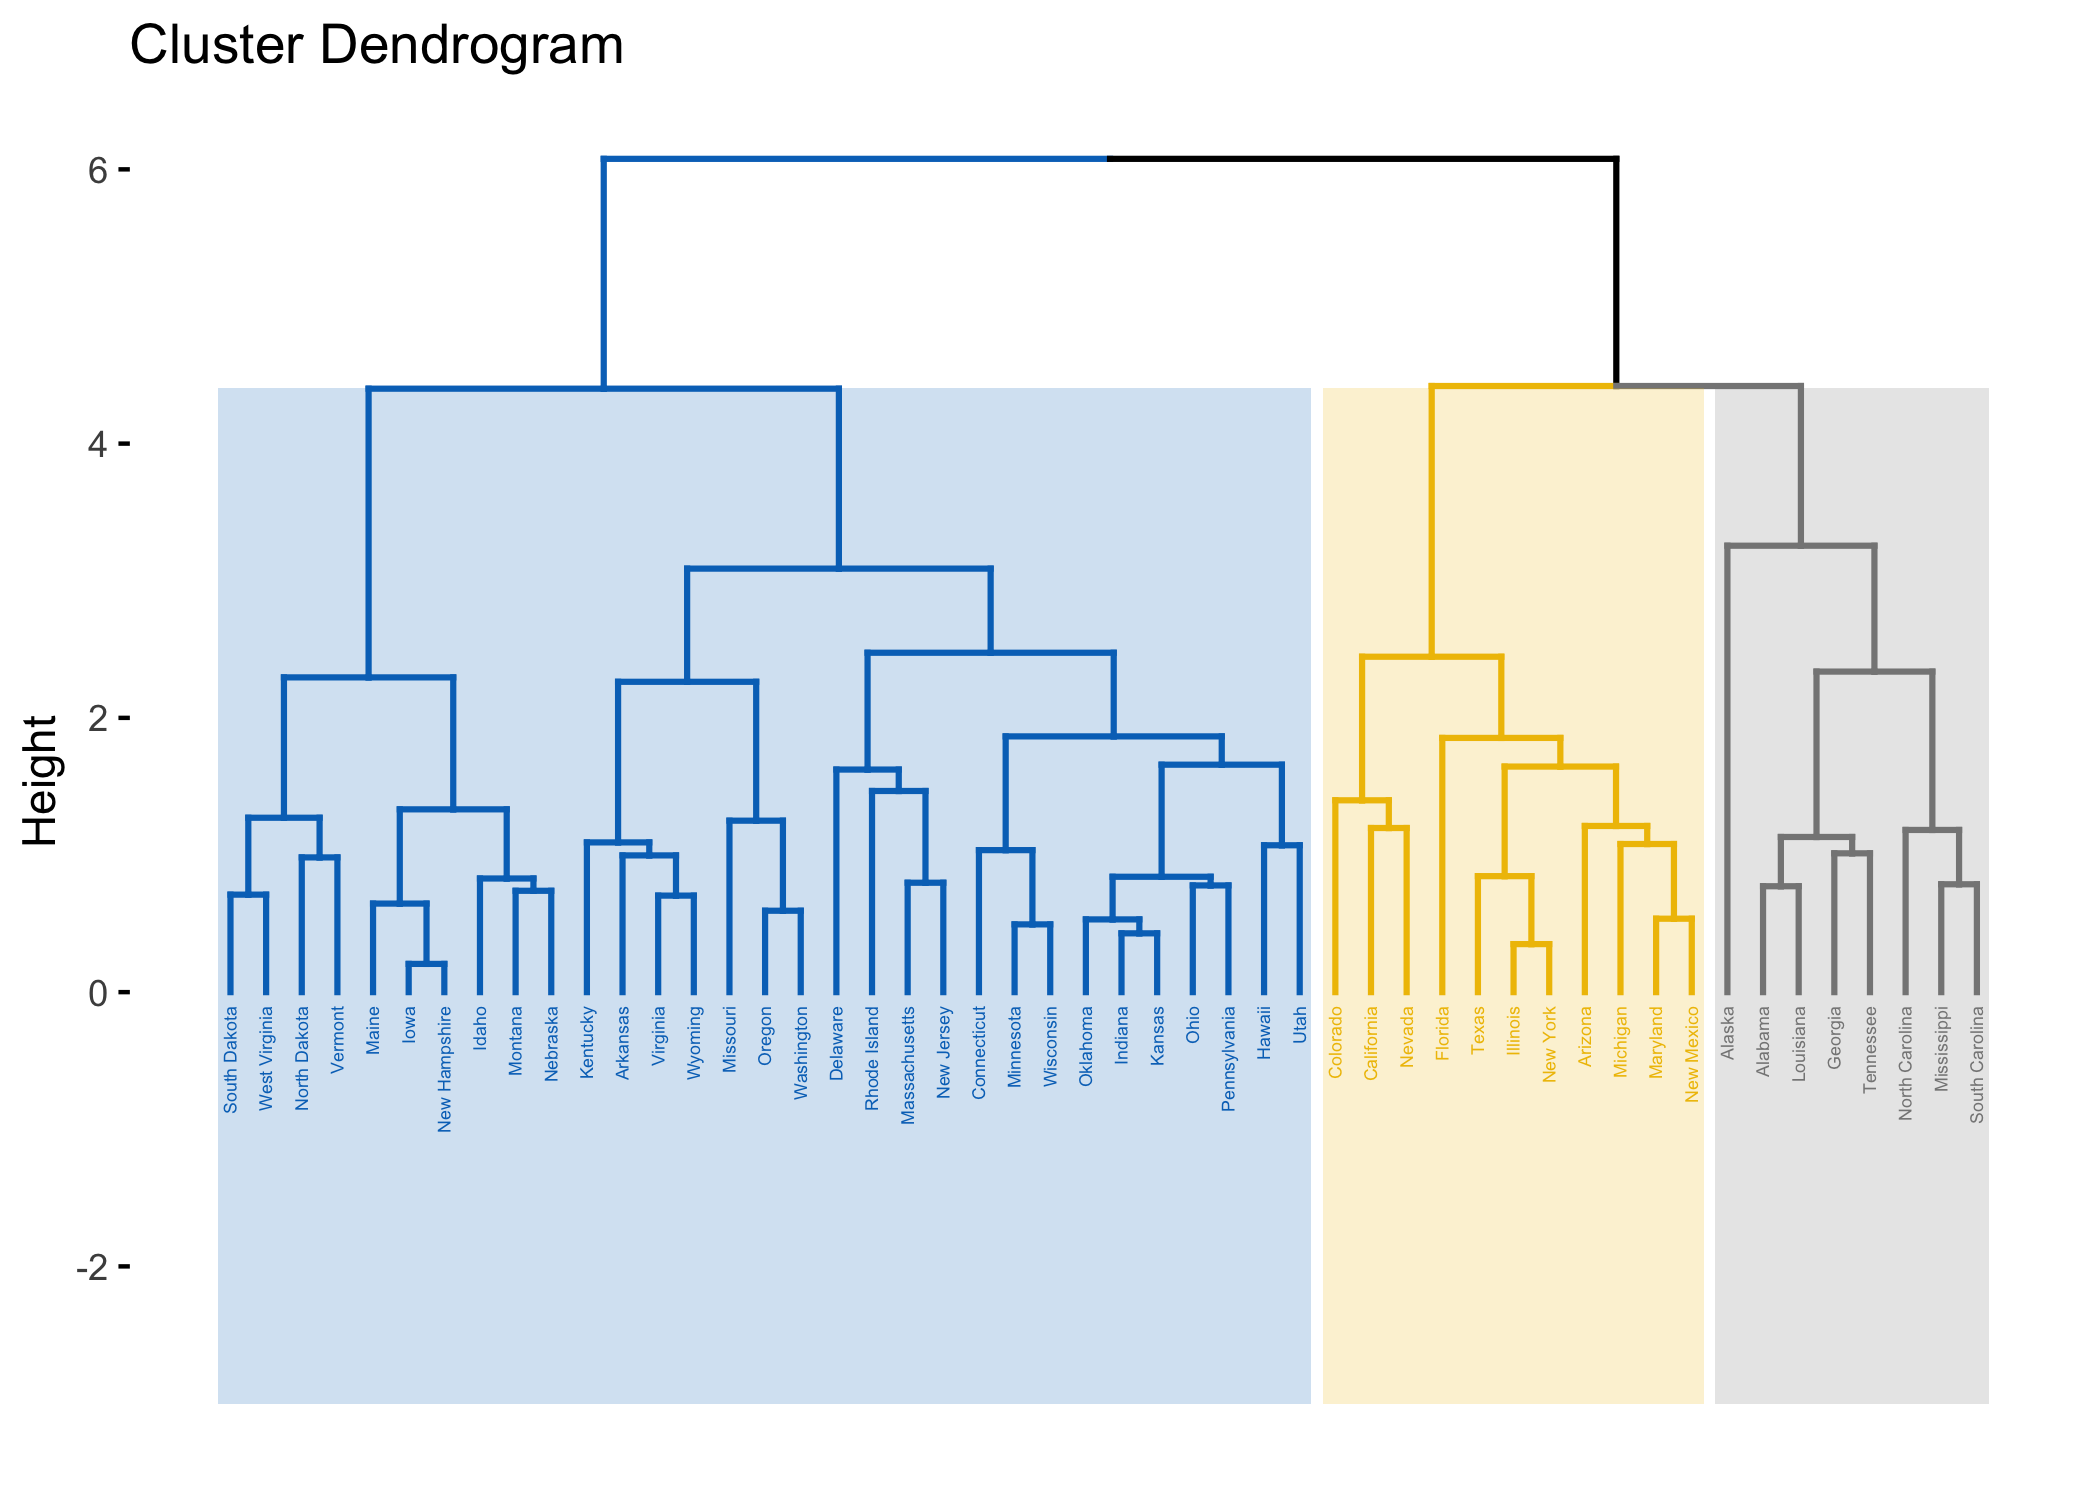 Cluster Dendrogram
6
4
2
0
-2
Height
South Dakota
West Virginia
North Dakota
Vermont
Maine
Iowa
New Hampshire
Idaho
Montana
Nebraska
Kentucky
Arkansas
Virginia
Wyoming
Missouri
Oregon
Washington
Delaware
Rhode Island
Massachusetts
New Jersey
Connecticut
Minnesota
Wisconsin
Oklahoma
Indiana
Kansas
Ohio
Pennsylvania
Hawaii
Utah
Colorado
California
Nevada
Florida
Texas
Illinois
New York
Arizona
Michigan
Maryland
New Mexico
Alaska
Alabama
Louisiana
Georgia
Tennessee
North Carolina
Mississippi
South Carolina